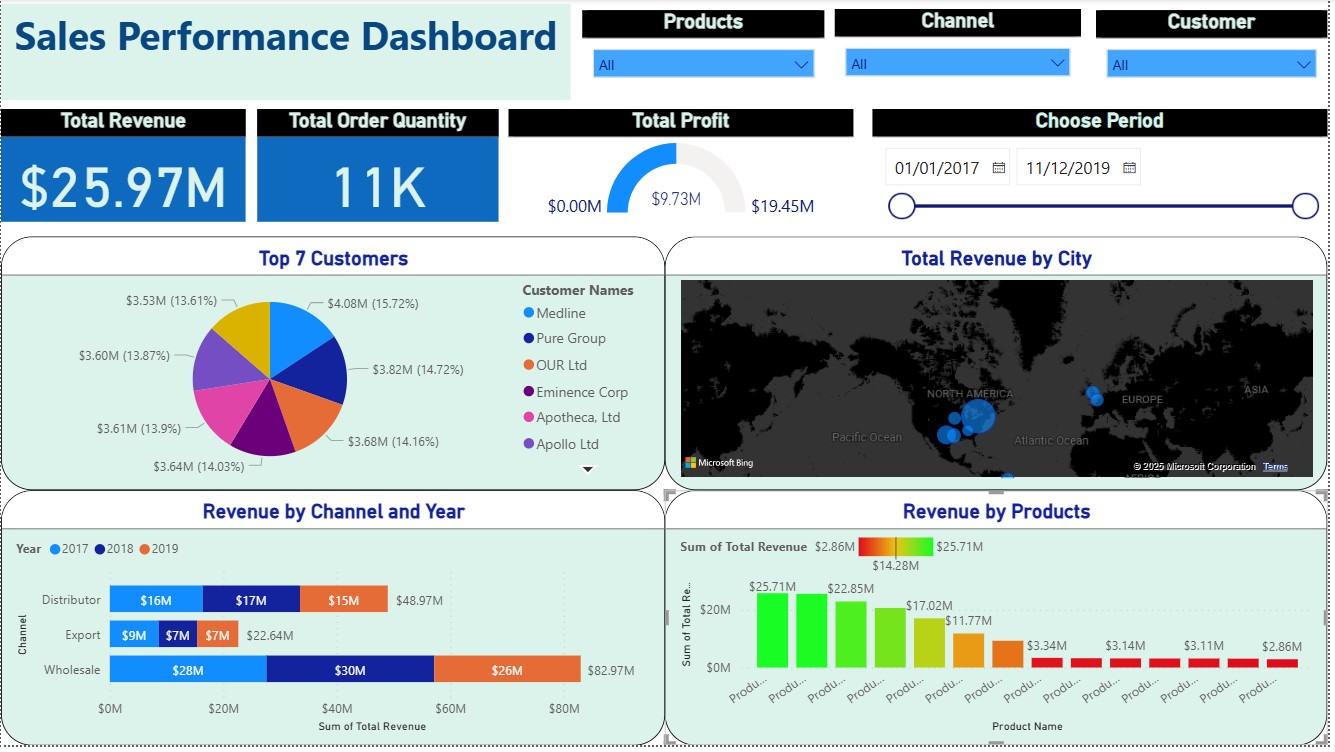 Sales Performance Dashboard
Products
Channel
Customer
All
All
All
Total Revenue
Total Order Quantity
Total Profit
Choose Period
$25.97M
11K
$0.00M
$9.73M
$19.45M
01/01/2017
11/12/2019
Top 7 Customers
$3.53M (13.61%)
$4.08M (15.72%)
$3.60M (13.87%)
$3.82M (14.72%)
$3.61M (13.9%)
$3.68M (14.16%)
$3.64M (14.03%)
Customer Names
Medline
Pure Group
OUR Ltd
Eminence Corp
Apotheca, Ltd
Apollo Ltd
Total Revenue by City
NORTH AMERICA
EUROPE
ASIA
Pacific Ocean
Atlantic Ocean
AFRICA
Microsoft Bing
© 2025 Microsoft Corporation Terms
Revenue by Channel and Year
Year 2017 2018 2019
Channel
Distributor $16M $17M $15M $48.97M
Export $9M $7M $7M $22.64M
Wholesale $28M $30M $26M $82.97M
$0M $20M $40M $60M $80M
Sum of Total Revenue
Revenue by Products
Sum of Total Revenue $2.86M $25.71M
$14.28M
Sum of Total Re...
$20M
$0M
$25.71M
$22.85M
$17.02M
$11.77M
$3.34M
$3.14M
$3.11M
$2.86M
Produ... Produ... Produ... Produ... Produ... Produ... Produ... Produ... Produ... Produ... Produ... Produ... Produ... Produ...
Product Name